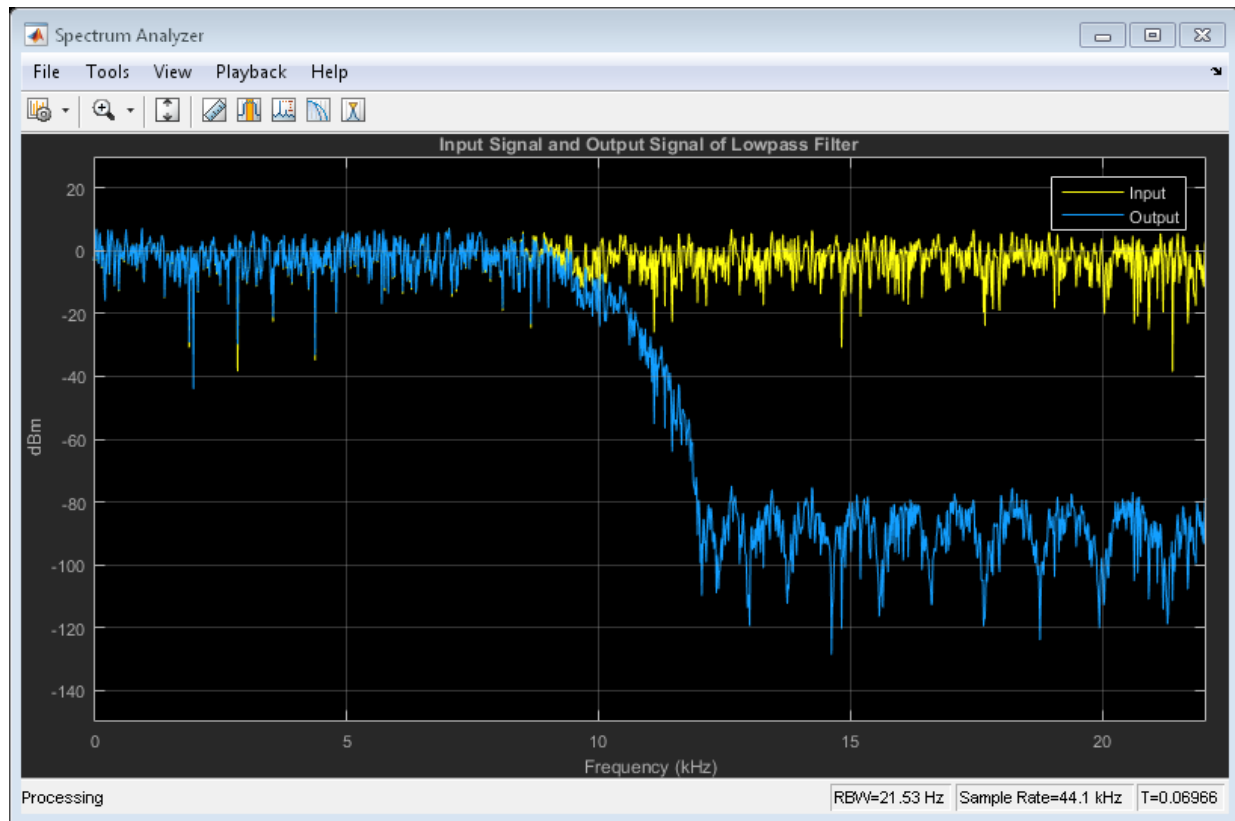 Spectrum Analyzer
File Tools View Playback Help
Input Signal and Output Signal of Lowpass Filter
Input
Output
20
0
-20
-40
-60
-80
-100
-120
-140
dBm
0 5 10 15 20
Frequency (kHz)
Processing RBW=21.53 Hz Sample Rate=44.1 kHz T=0.06966